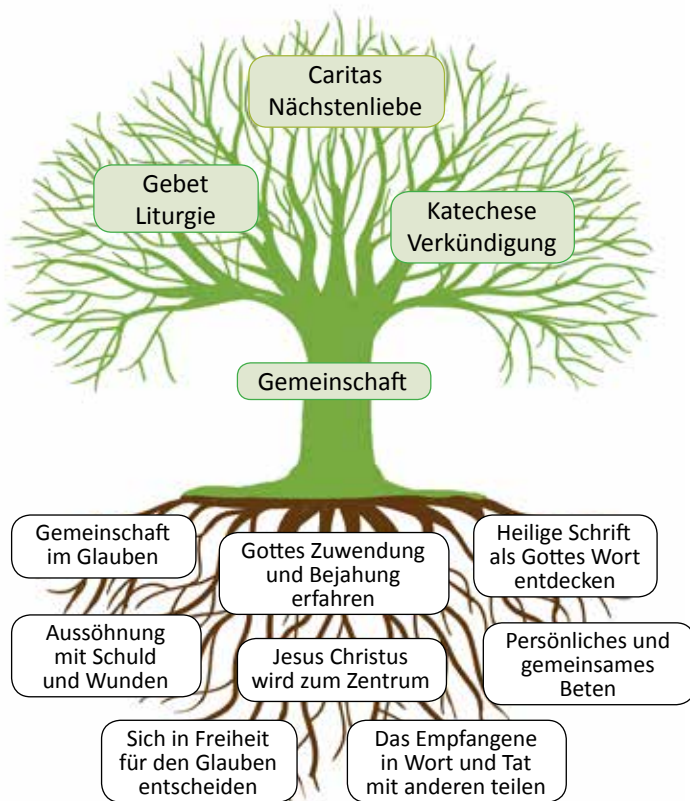 Caritas
Nächstenliebe
Gebet
Liturgie
Katechese
Verkündigung
Gemeinschaft
Gemeinschaft
im Glauben
Gottes Zuwendung
und Bejahung
erfahren
Heilige Schrift
als Gottes Wort
entdecken
Aussöhnung
mit Schuld
und Wunden
Jesus Christus
wird zum Zentrum
Persönliches und
gemeinsames
Beten
Sich in Freiheit
für den Glauben
entscheiden
Das Empfangene
in Wort und Tat
mit anderen teilen